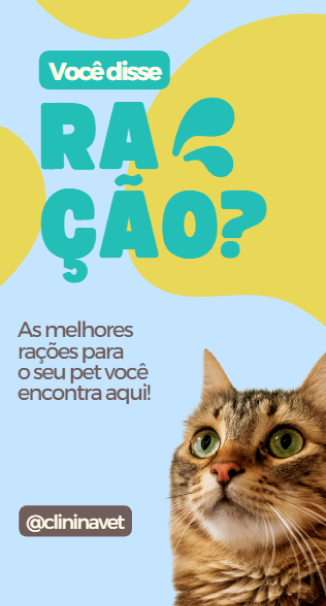 Você disse
RA
ÇÃO?
As melhores
rações para
o seu pet você
encontra aqui!
@clininavet